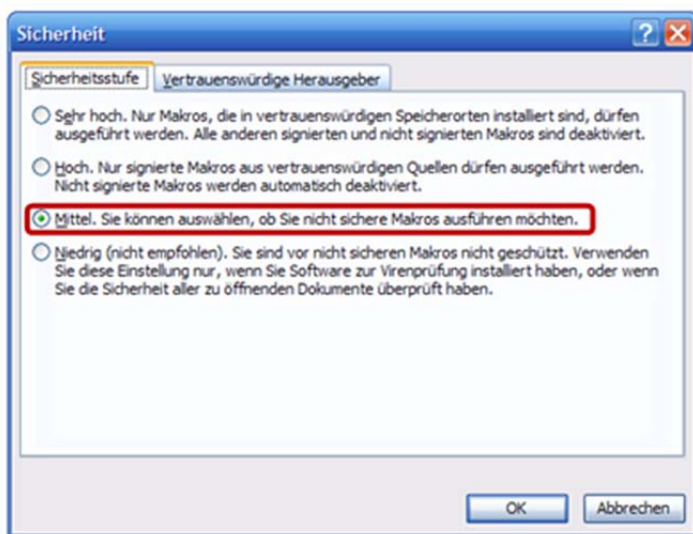 Sicherheit
Sicherheitsstufe Vertrauenswürdige Herausgeber
Sehr hoch. Nur Makros, die in vertrauenswürdigen Speicherorten installiert sind, dürfen
ausgeführt werden. Alle anderen signierten und nicht signierten Makros sind deaktiviert.
Hoch. Nur signierte Makros aus vertrauenswürdigen Quellen dürfen ausgeführt werden.
Nicht signierte Makros werden automatisch deaktiviert.
Mittel. Sie können auswählen, ob Sie nicht sichere Makros ausführen möchten.
Niedrig (nicht empfohlen). Sie sind vor nicht sicheren Makros nicht geschützt. Verwenden
Sie diese Einstellung nur, wenn Sie Software zur Virenprüfung installiert haben, oder wenn
Sie die Sicherheit aller zu öffnenden Dokumente überprüft haben.
OK Abbrechen